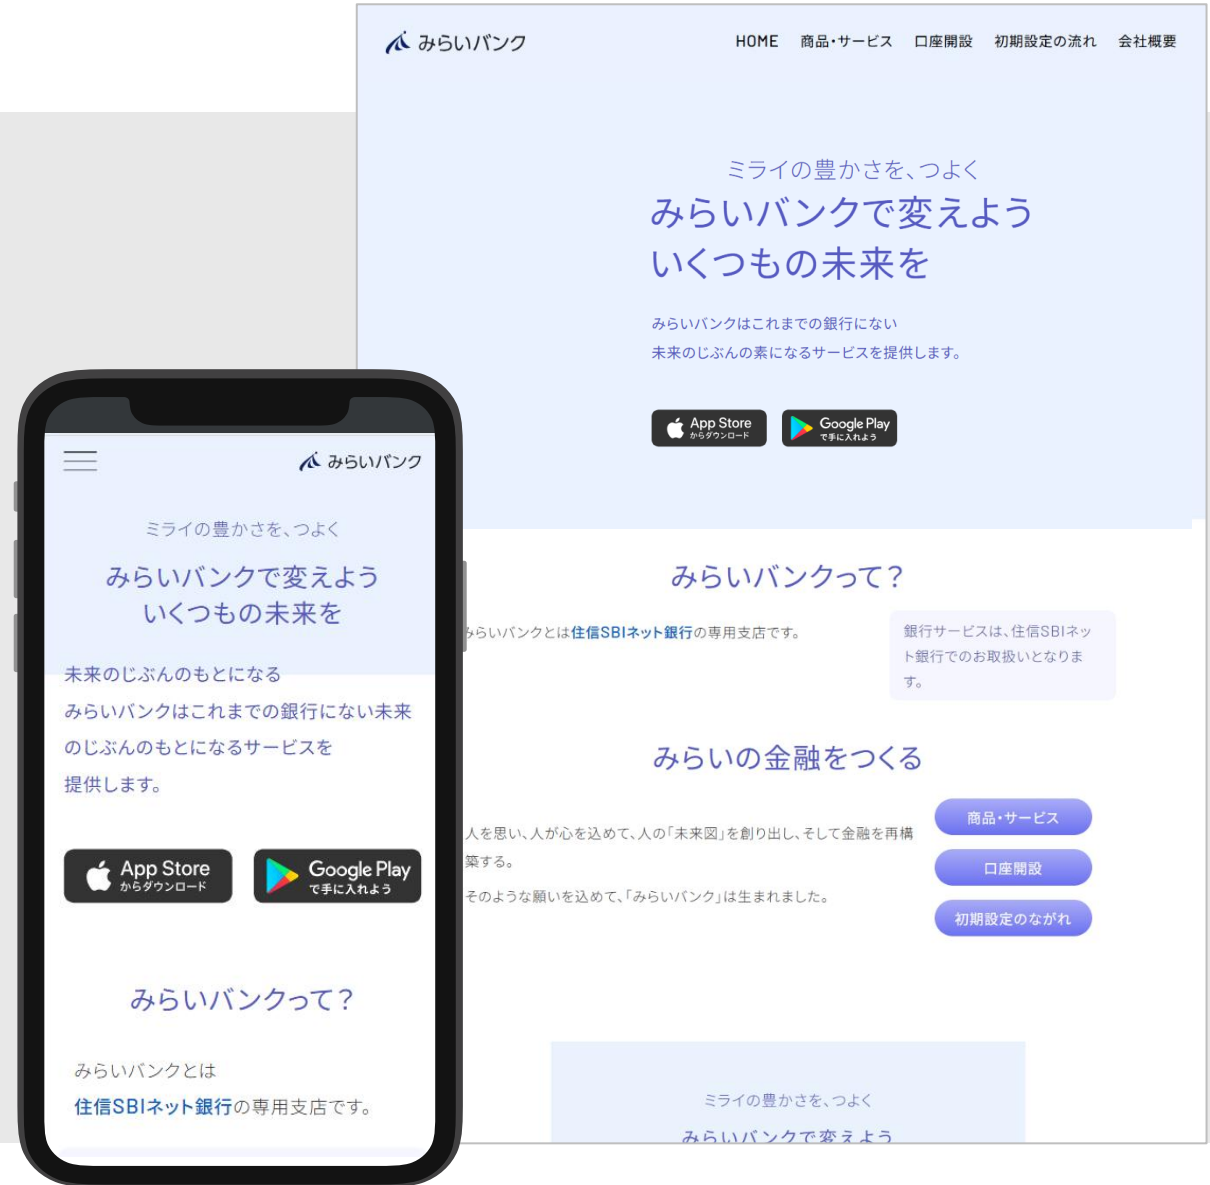 みらいバンク
HOME 商品・サービス 口座開設 初期設定の流れ 会社概要
ミライの豊かさを、つよく
みらいバンクで変えよう
いくつもの未来を
みらいバンクはこれまでの銀行にない
未来のじぶんの素になるサービスを提供します。
App Store
からダウンロード
Google Play
で手に入れよう
みらいバンクって？
みらいバンクとは住信SBIネット銀行の専用支店です。
銀行サービスは、住信SBIネッ
ト銀行でのお取扱いとなりま
す。
みらいの金融をつくる
人を思い、人が心を込めて、人の「未来図」を創り出し、そして金融を再構
築する。
そのような願いを込めて、「みらいバンク」は生まれました。
商品・サービス
口座開設
初期設定のながれ
ミライの豊かさを、つよく
みらいバンクで変えよう
みらいバンク
ミライの豊かさを、つよく
みらいバンクで変えよう
いくつもの未来を
未来のじぶんのもとになる
みらいバンクはこれまでの銀行にない未来
のじぶんのもとになるサービスを
提供します。
App Store
からダウンロード
Google Play
で手に入れよう
みらいバンクって？
みらいバンクとは
住信SBIネット銀行の専用支店です。